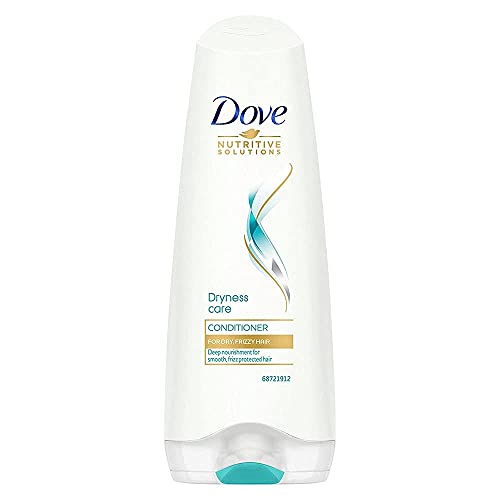 Dove
NUTRITIVE
SOLUTIONS
Dryness
care
CONDITIONER
FOR DRY, FRIZZY HAIR
Deep nourishment for
smooth, frizz protected hair
68721912